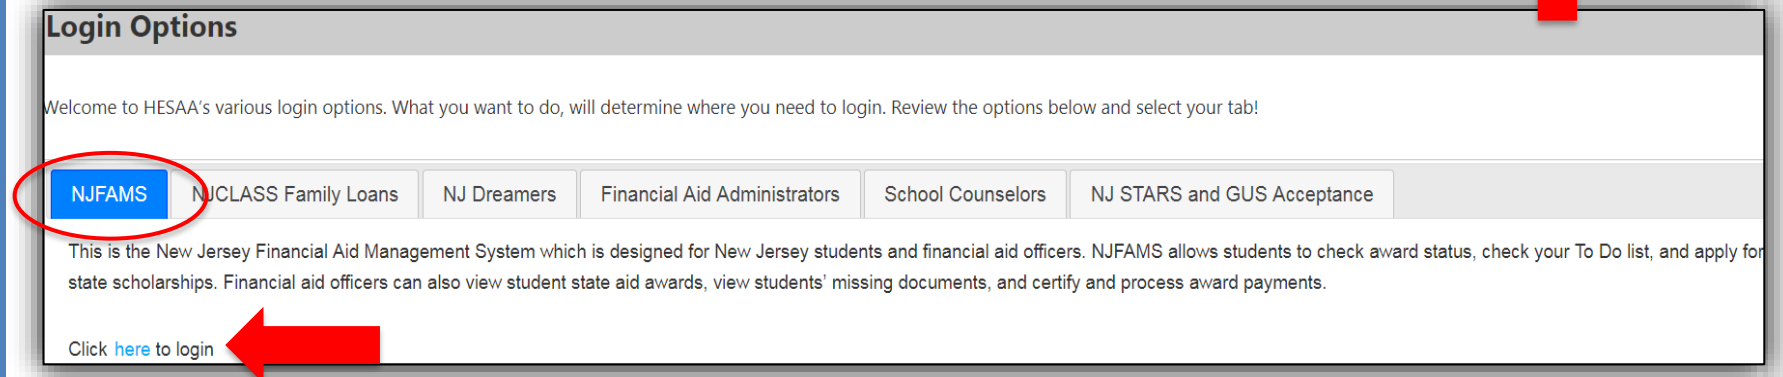 Login Options
Welcome to HESAA's various login options. What you want to do, will determine where you need to login. Review the options below and select your tab!
NJFAMS NJCLASS Family Loans NJ Dreamers Financial Aid Administrators School Counselors NJ STARS and GUS Acceptance
This is the New Jersey Financial Aid Management System which is designed for New Jersey students and financial aid officers. NJFAMS allows students to check award status, check your To Do list, and apply for
state scholarships. Financial aid officers can also view student state aid awards, view students' missing documents, and certify and process award payments.
Click here to login